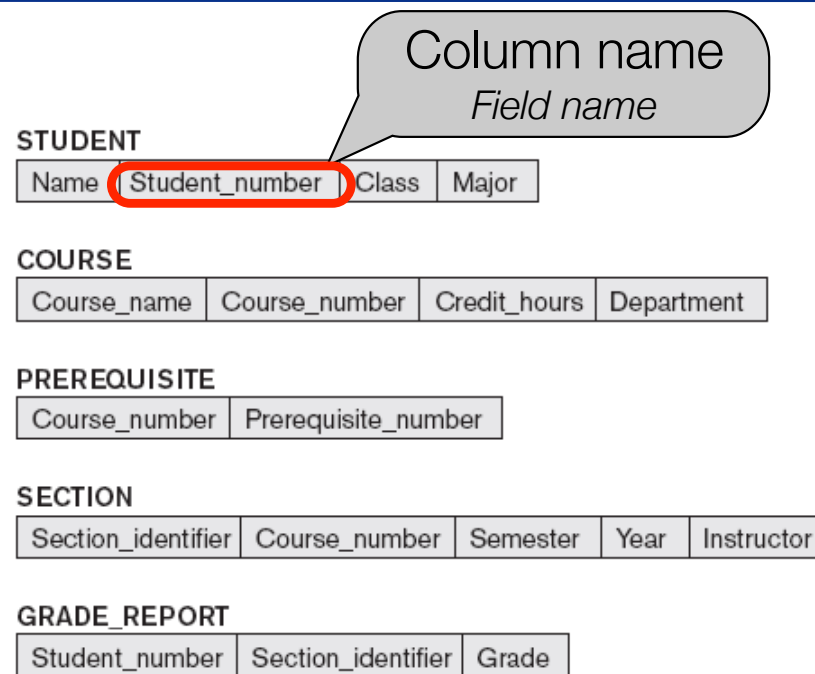 Column name
Field name
STUDENT
Name Student_number Class Major
COURSE
Course_name Course_number Credit_hours Department
PREREQUISITE
Course_number Prerequisite_number
SECTION
Section_identifier Course_number Semester Year Instructor
GRADE_REPORT
Student_number Section_identifier Grade